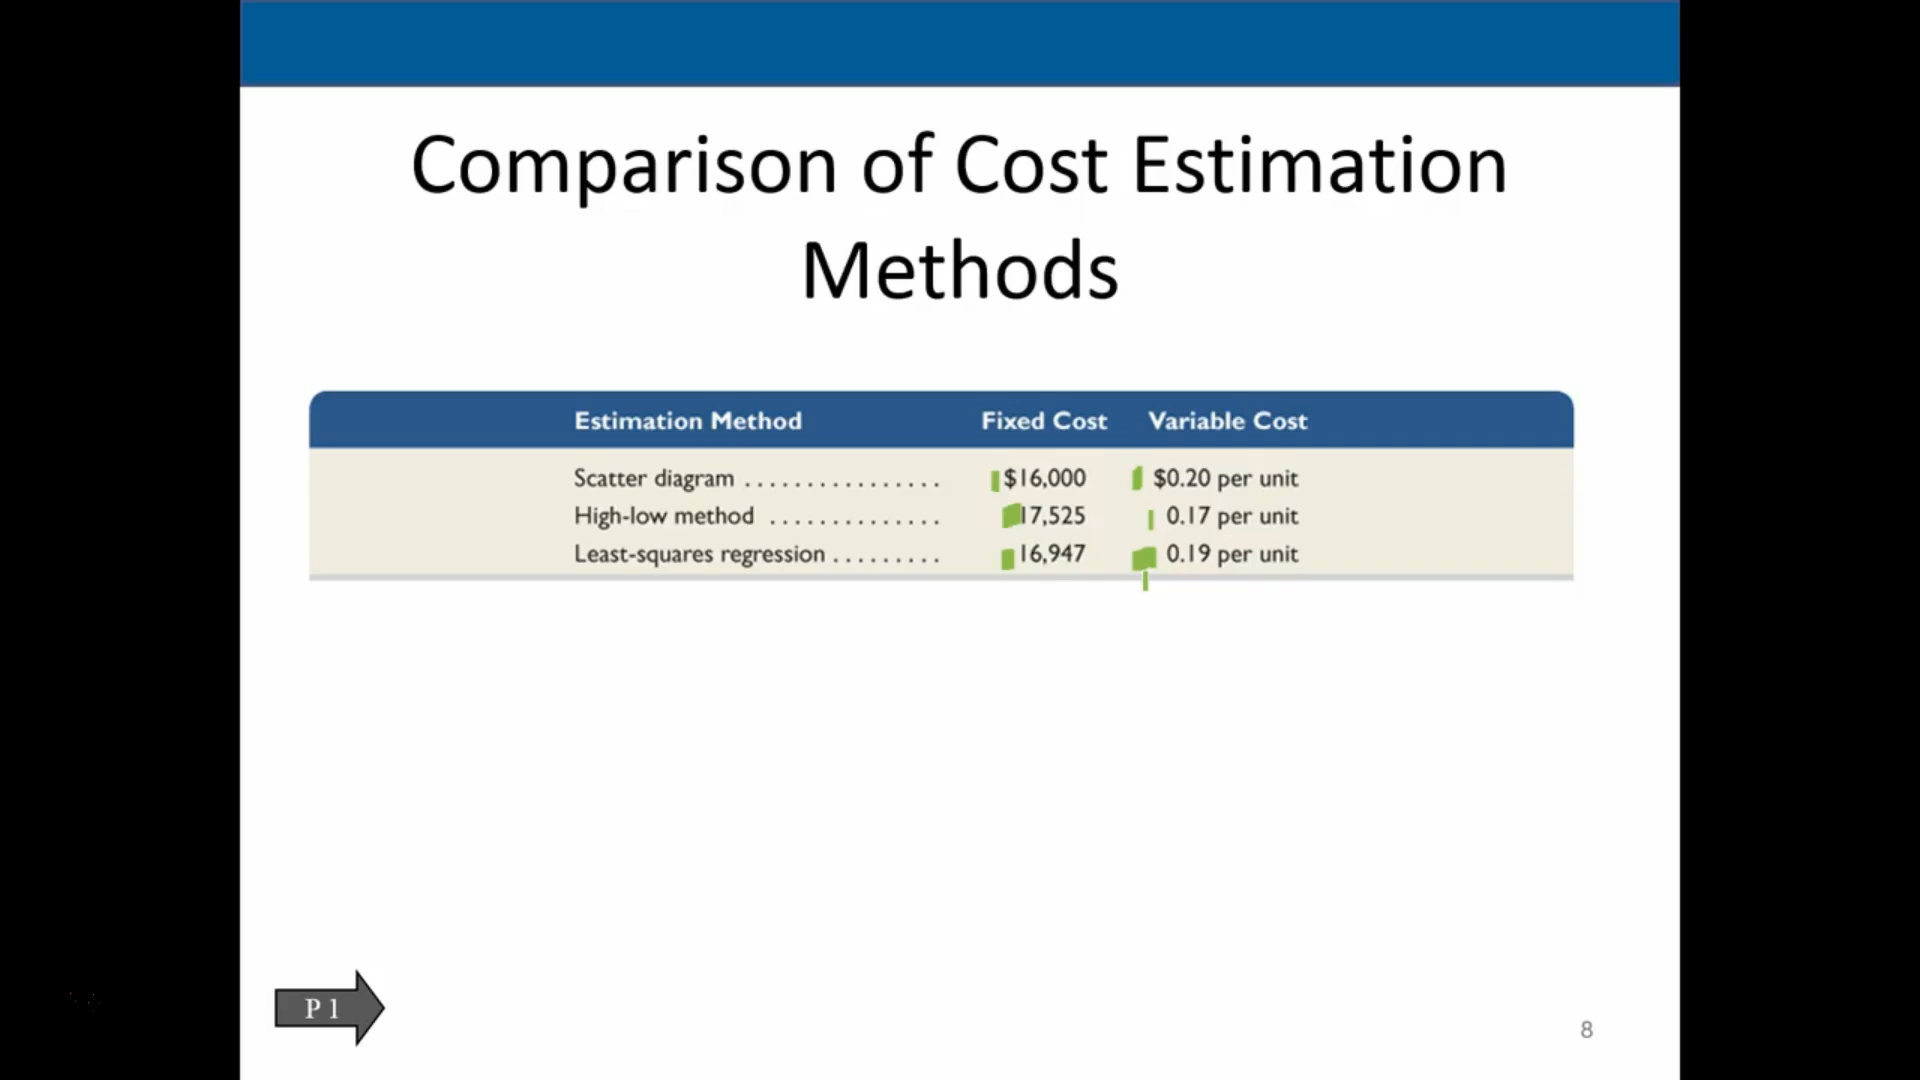 Comparison of Cost Estimation
Methods
Estimation Method Fixed Cost Variable Cost
Scatter diagram ................ $16,000 $0.20 per unit
High-low method .............. 17,525 0.17 per unit
Least-squares regression ......... 16,947 0.19 per unit
P 1
8